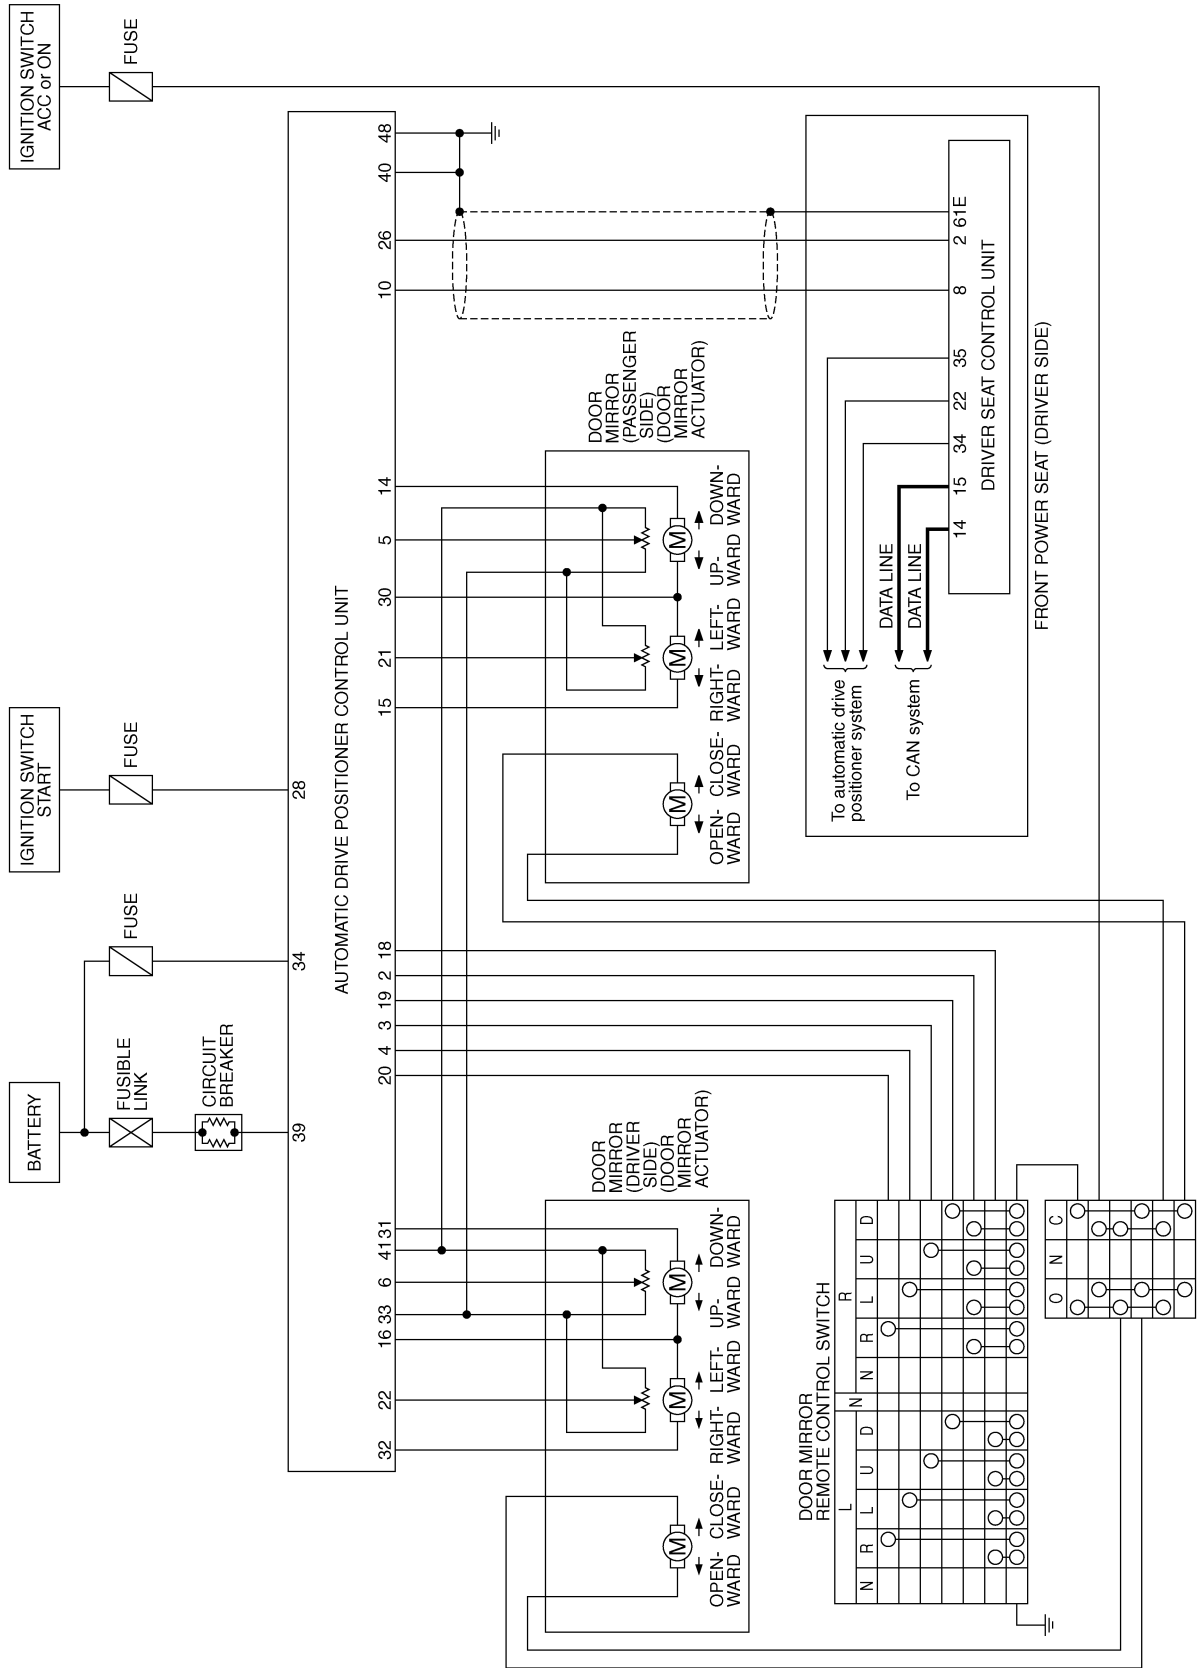 BATTERY
IGNITION SWITCH
START
IGNITION SWITCH
ACC or ON
FUSIBLE
LINK
FUSE
FUSE
FUSE
CIRCUIT
BREAKER
39
34
28
AUTOMATIC DRIVE POSITIONER CONTROL UNIT
32
22
16
33
6
41
31
20
4
3
19
2
18
15
21
30
5
14
10
26
40
48
DOOR
MIRROR
(DRIVER
SIDE)
(DOOR
MIRROR
ACTUATOR)
M
M
M
OPEN-
WARD
CLOSE-
WARD
RIGHT-
WARD
LEFT-
WARD
UP-
WARD
DOWN-
WARD
DOOR
MIRROR
(PASSENGER
SIDE)
(DOOR
MIRROR
ACTUATOR)
M
M
M
OPEN-
WARD
CLOSE-
WARD
RIGHT-
WARD
LEFT-
WARD
UP-
WARD
DOWN-
WARD
DOOR MIRROR
REMOTE CONTROL SWITCH
L
N
R
N
R
L
U
D
N
R
L
U
D
O
N
C
To automatic drive
positioner system
To CAN system
DATA LINE
DATA LINE
14
15
34
22
35
8
2
61E
DRIVER SEAT CONTROL UNIT
FRONT POWER SEAT (DRIVER SIDE)